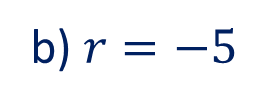 b) r = −5